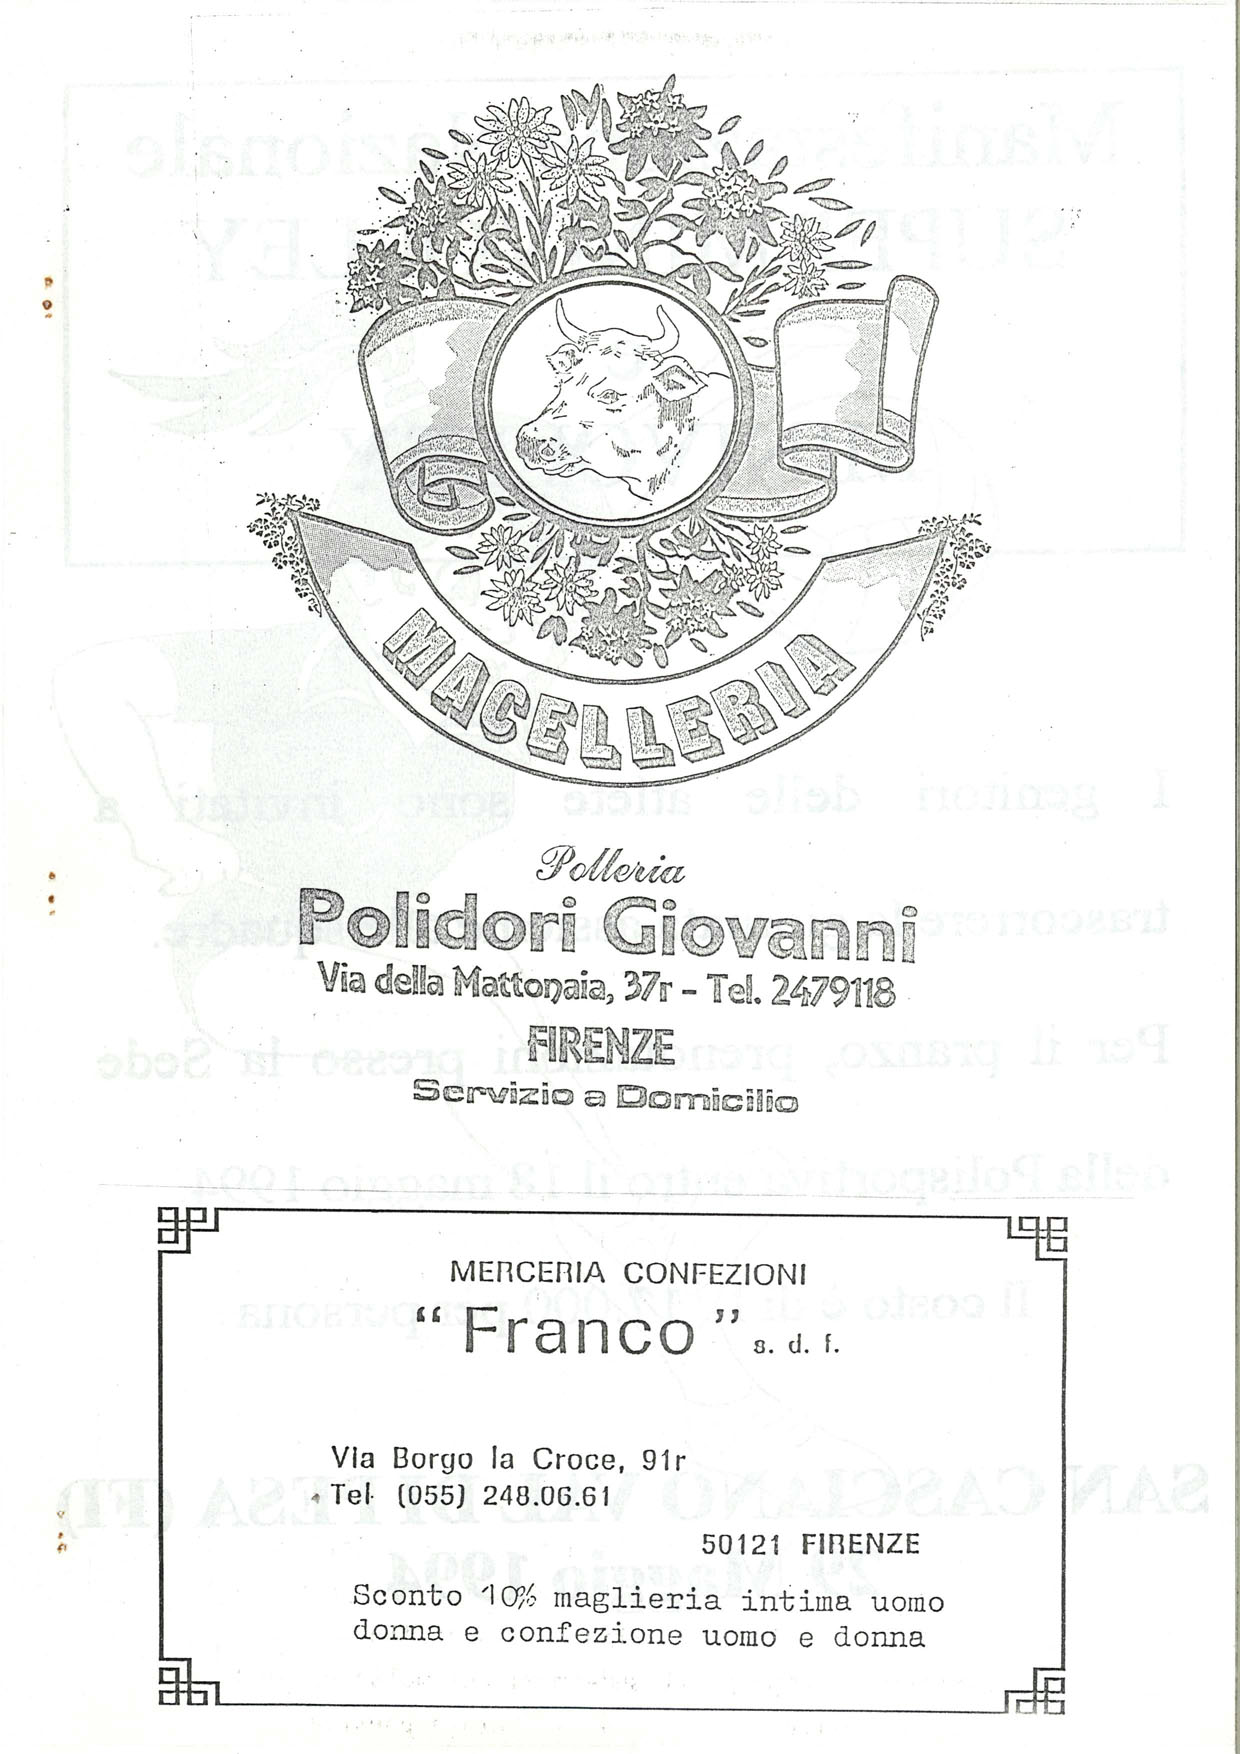 MACELLERIA
Polleria
Polidori Giovanni
Via della Mattonaia, 37r - Tel. 2479118
FIRENZE
Servizio a Domicilio
MERCERIA CONFEZIONI
“Franco” s. d. f.
Via Borgo la Croce, 91r
Tel. (055) 248.06.61
50121 FIRENZE
Sconto 10% maglieria intima uomo
donna e confezione uomo e donna